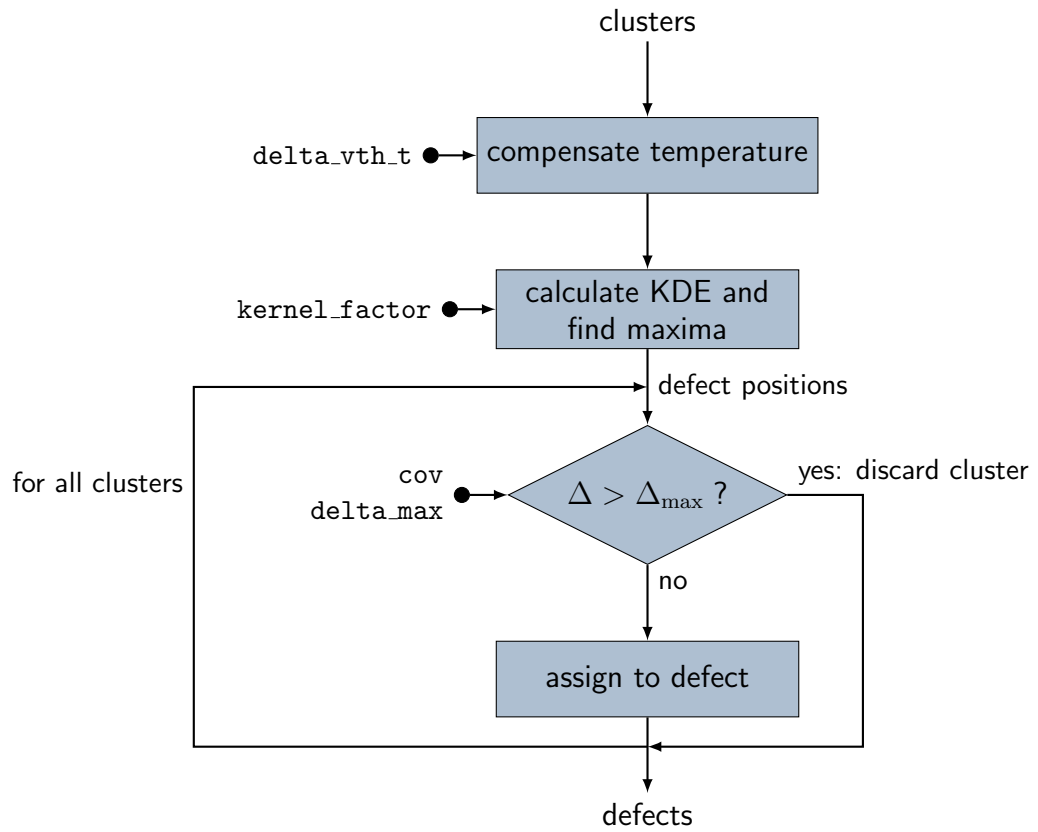 clusters
delta_vth_t
compensate temperature
kernel_factor
calculate KDE and
find maxima
defect positions
for all clusters
cov
delta_max
Δ > Δmax ?
yes: discard cluster
no
assign to defect
defects